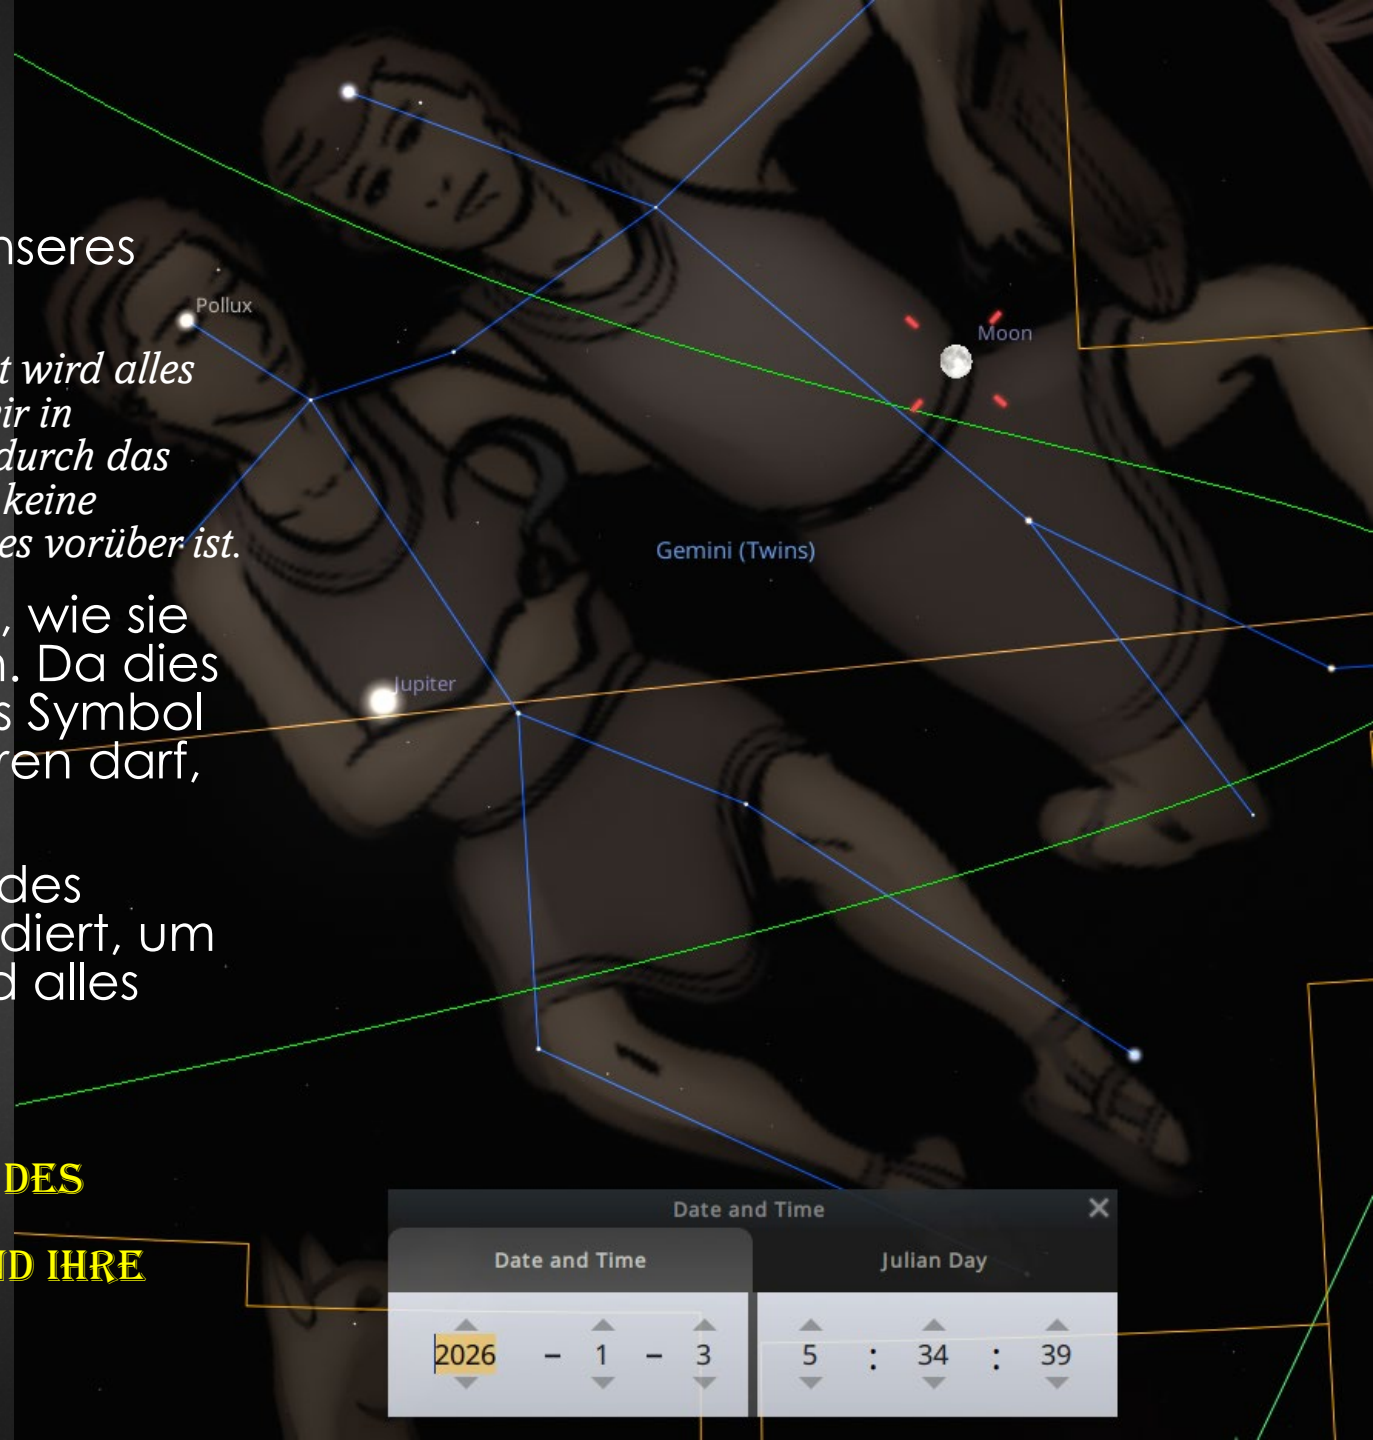 nseres
t wird alles
ir in
durch das
keine
es vorüber ist.
, wie sie
n. Da dies
s Symbol
ren darf,
des
diert, um
d alles
DES
ND IHRE
Pollux
Moon
Gemini (Twins)
Jupiter
Date and Time
Date and Time Julian Day
2026 - 1 - 3 5 : 34 : 39